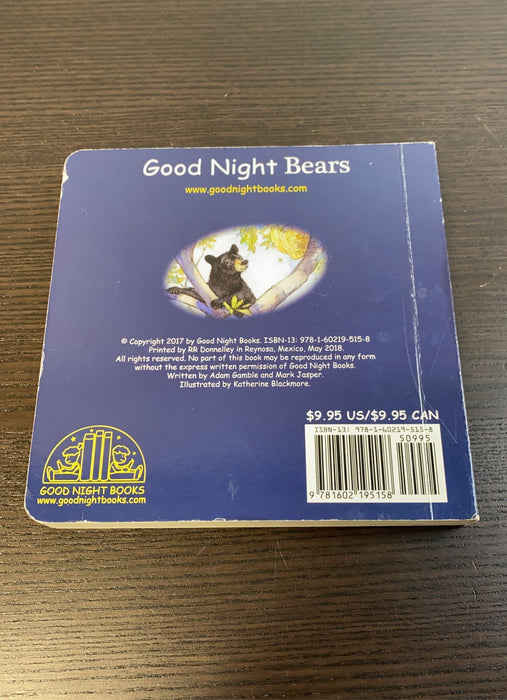 Good Night Bears
www.goodnightbooks.com
© Copyright 2017 by Good Night Books. ISBN-13: 978-1-60219-515-8
Printed by RR Donnelley in Reynosa, Mexico, May 2018.
All rights reserved. No part of this book may be reproduced in any form
without the express written permission of Good Night Books.
Written by Adam Gamble and Mark Jasper.
Illustrated by Katherine Blackmore.
$9.95 US/$9.95 CAN
ISBN-13: 978-1-60219-515-8
50995
9 781602 195158
GOOD NIGHT BOOKS
www.goodnightbooks.com